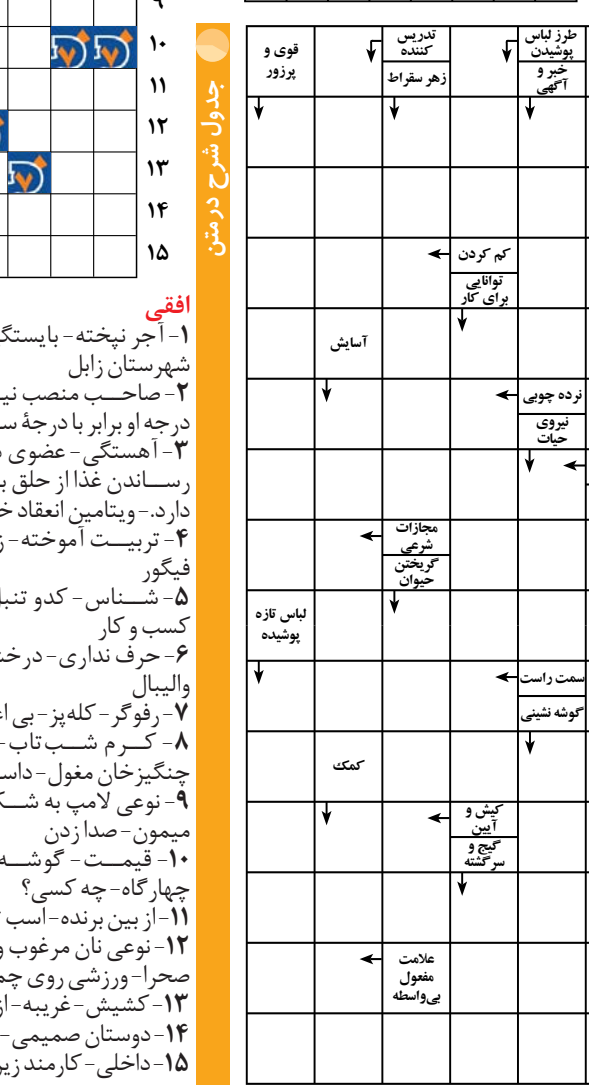 ۹
۱۰
۱۱
۱۲
۱۳
۱۴
۱۵
جدول شرح در متن
طرز لباس
پوشیدن
خبر و
آگهی
تدریس
کننده
زهر سقراط
قوی و
پرزور
کم کردن
توانایی
برای کار
آسایش
نرده چوبی
نیروی
حیات
مجازات
شرعی
گریختن
حیوان
لباس تازه
پوشیده
سمت راست
گوشه نشینی
کمک
کیش و
آیین
گیج و
سرگشته
علامت
مفعول
بی‌واسطه
افقی
۱- آجر نپخته- بایستگ
شهرستان زابل
۲- صاحب منصب نی
درجه او برابر با درجهٔ س
۳- آهستگی- عضوی
رساندن غذا از حلق ب
دارد.- ویتامین انعقاد خ
۴- تربیت آموخته- ز
فیگور
۵- شناس- کدو تنب
کسب و کار
۶- حرف نداری- درخ
والیبال
۷- رفوگر- کله‌پز- بی ا
۸- کرم شب تاب-
چنگیزخان مغول- داس
۹- نوعی لامپ به شک
میمون- صدا زدن
۱۰- قیمت- گوشه
چهارگاه- چه کسی؟
۱۱- از بین برنده- اسب
۱۲- نوعی نان مرغوب و
صحرا- ورزشی روی چم
۱۳- کشیش- غریبه- از
۱۴- دوستان صمیمی-
۱۵- داخلی- کارمند زیر